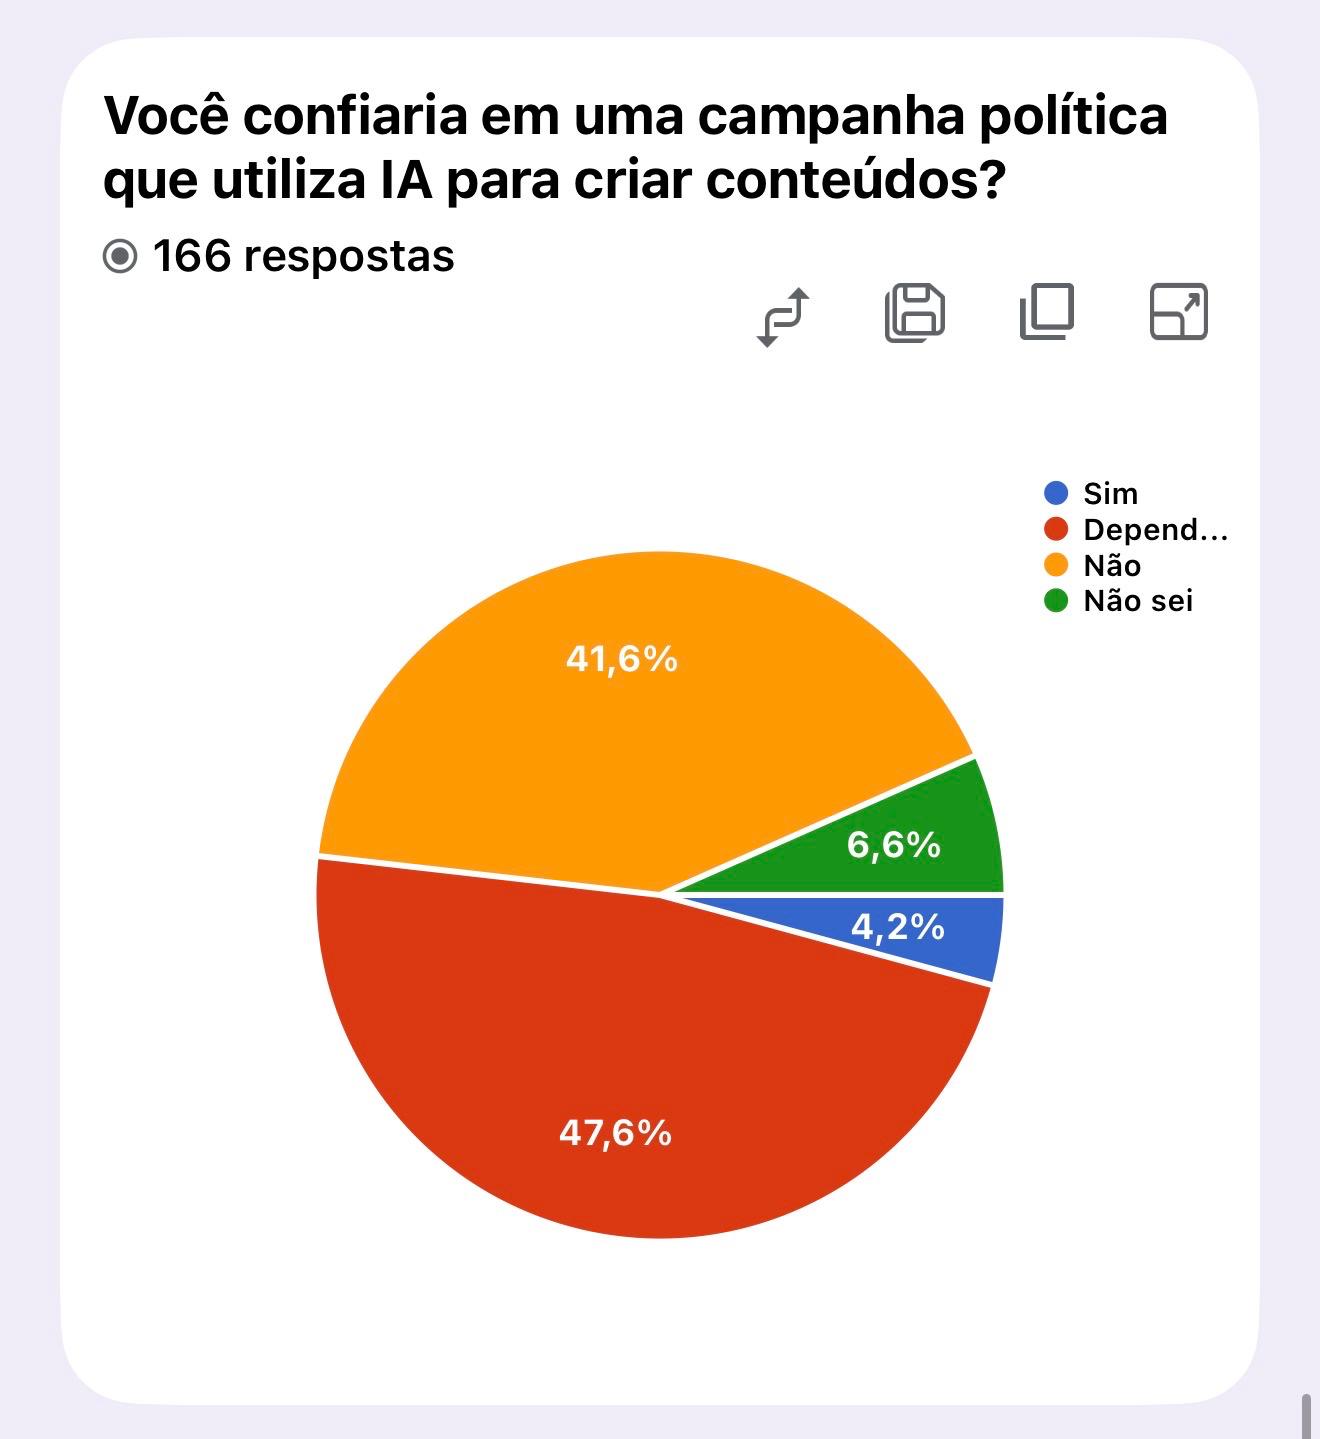 Você confiaria em uma campanha política
que utiliza IA para criar conteúdos?
166 respostas
Sim
Depend...
Não
Não sei
41,6%
6,6%
4,2%
47,6%